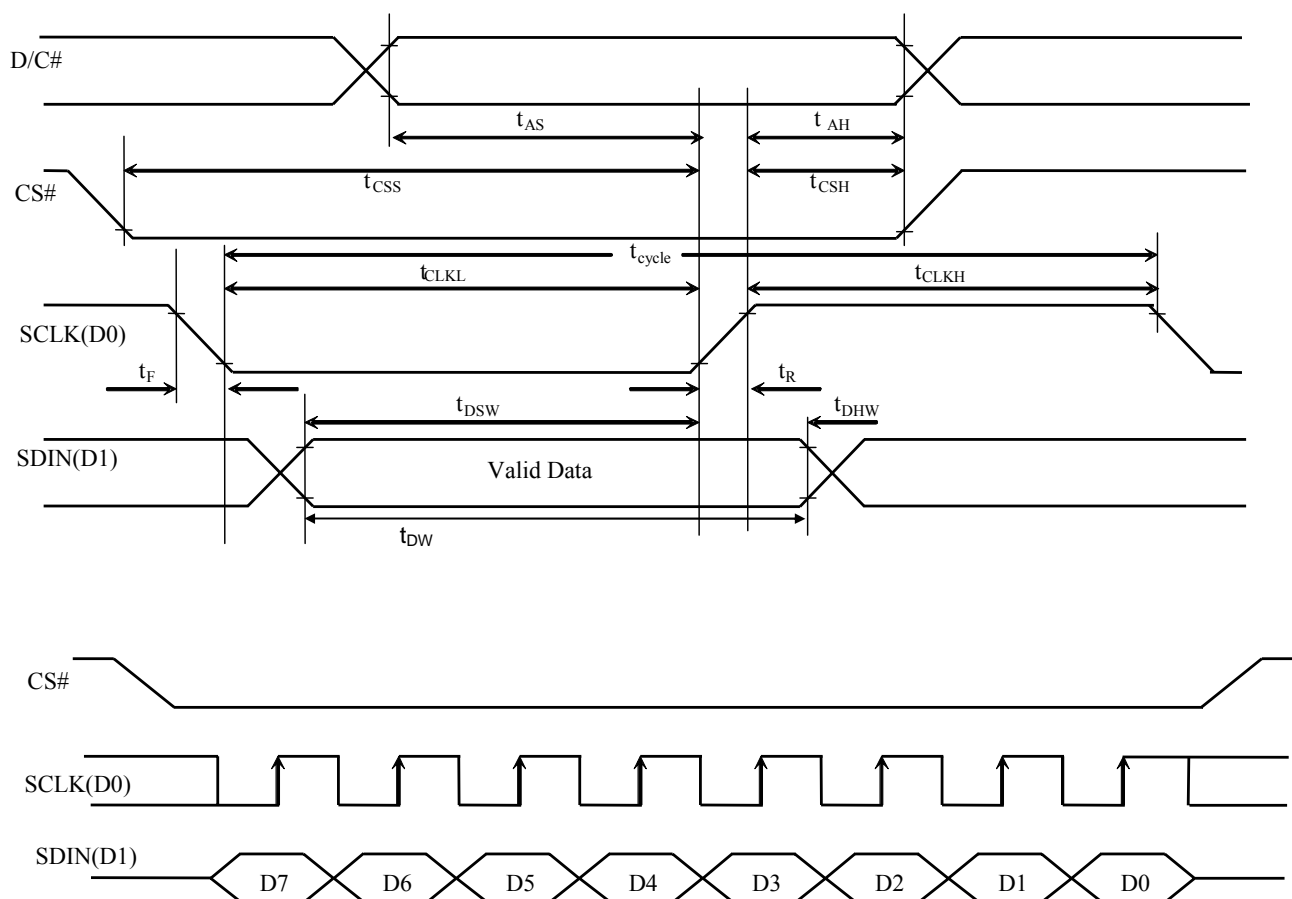 D/C#
tAS
t AH
CS#
tCSS
tCSH
tcycle
tCLKL
tCLKH
SCLK(D0)
tF
tR
tDSW
tDHW
SDIN(D1)
Valid Data
tDW
CS#
SCLK(D0)
SDIN(D1)
D7 D6 D5 D4 D3 D2 D1 D0